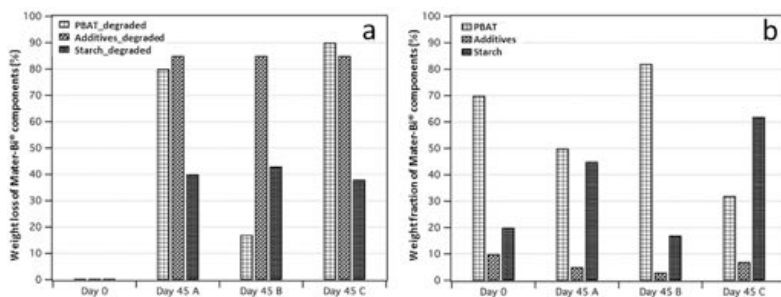 a
PBAT_degraded
Additives_degraded
Starch_degraded
Weight loss of Mater-Bi® components (%)
100
90
80
70
60
50
40
30
20
10
0
Day 0 Day 45 A Day 45 B Day 45 C
b
PBAT
Additives
Starch
Weight fraction of Mater-Bi® components (%)
100
90
80
70
60
50
40
30
20
10
0
Day 0 Day 45 A Day 45 B Day 45 C